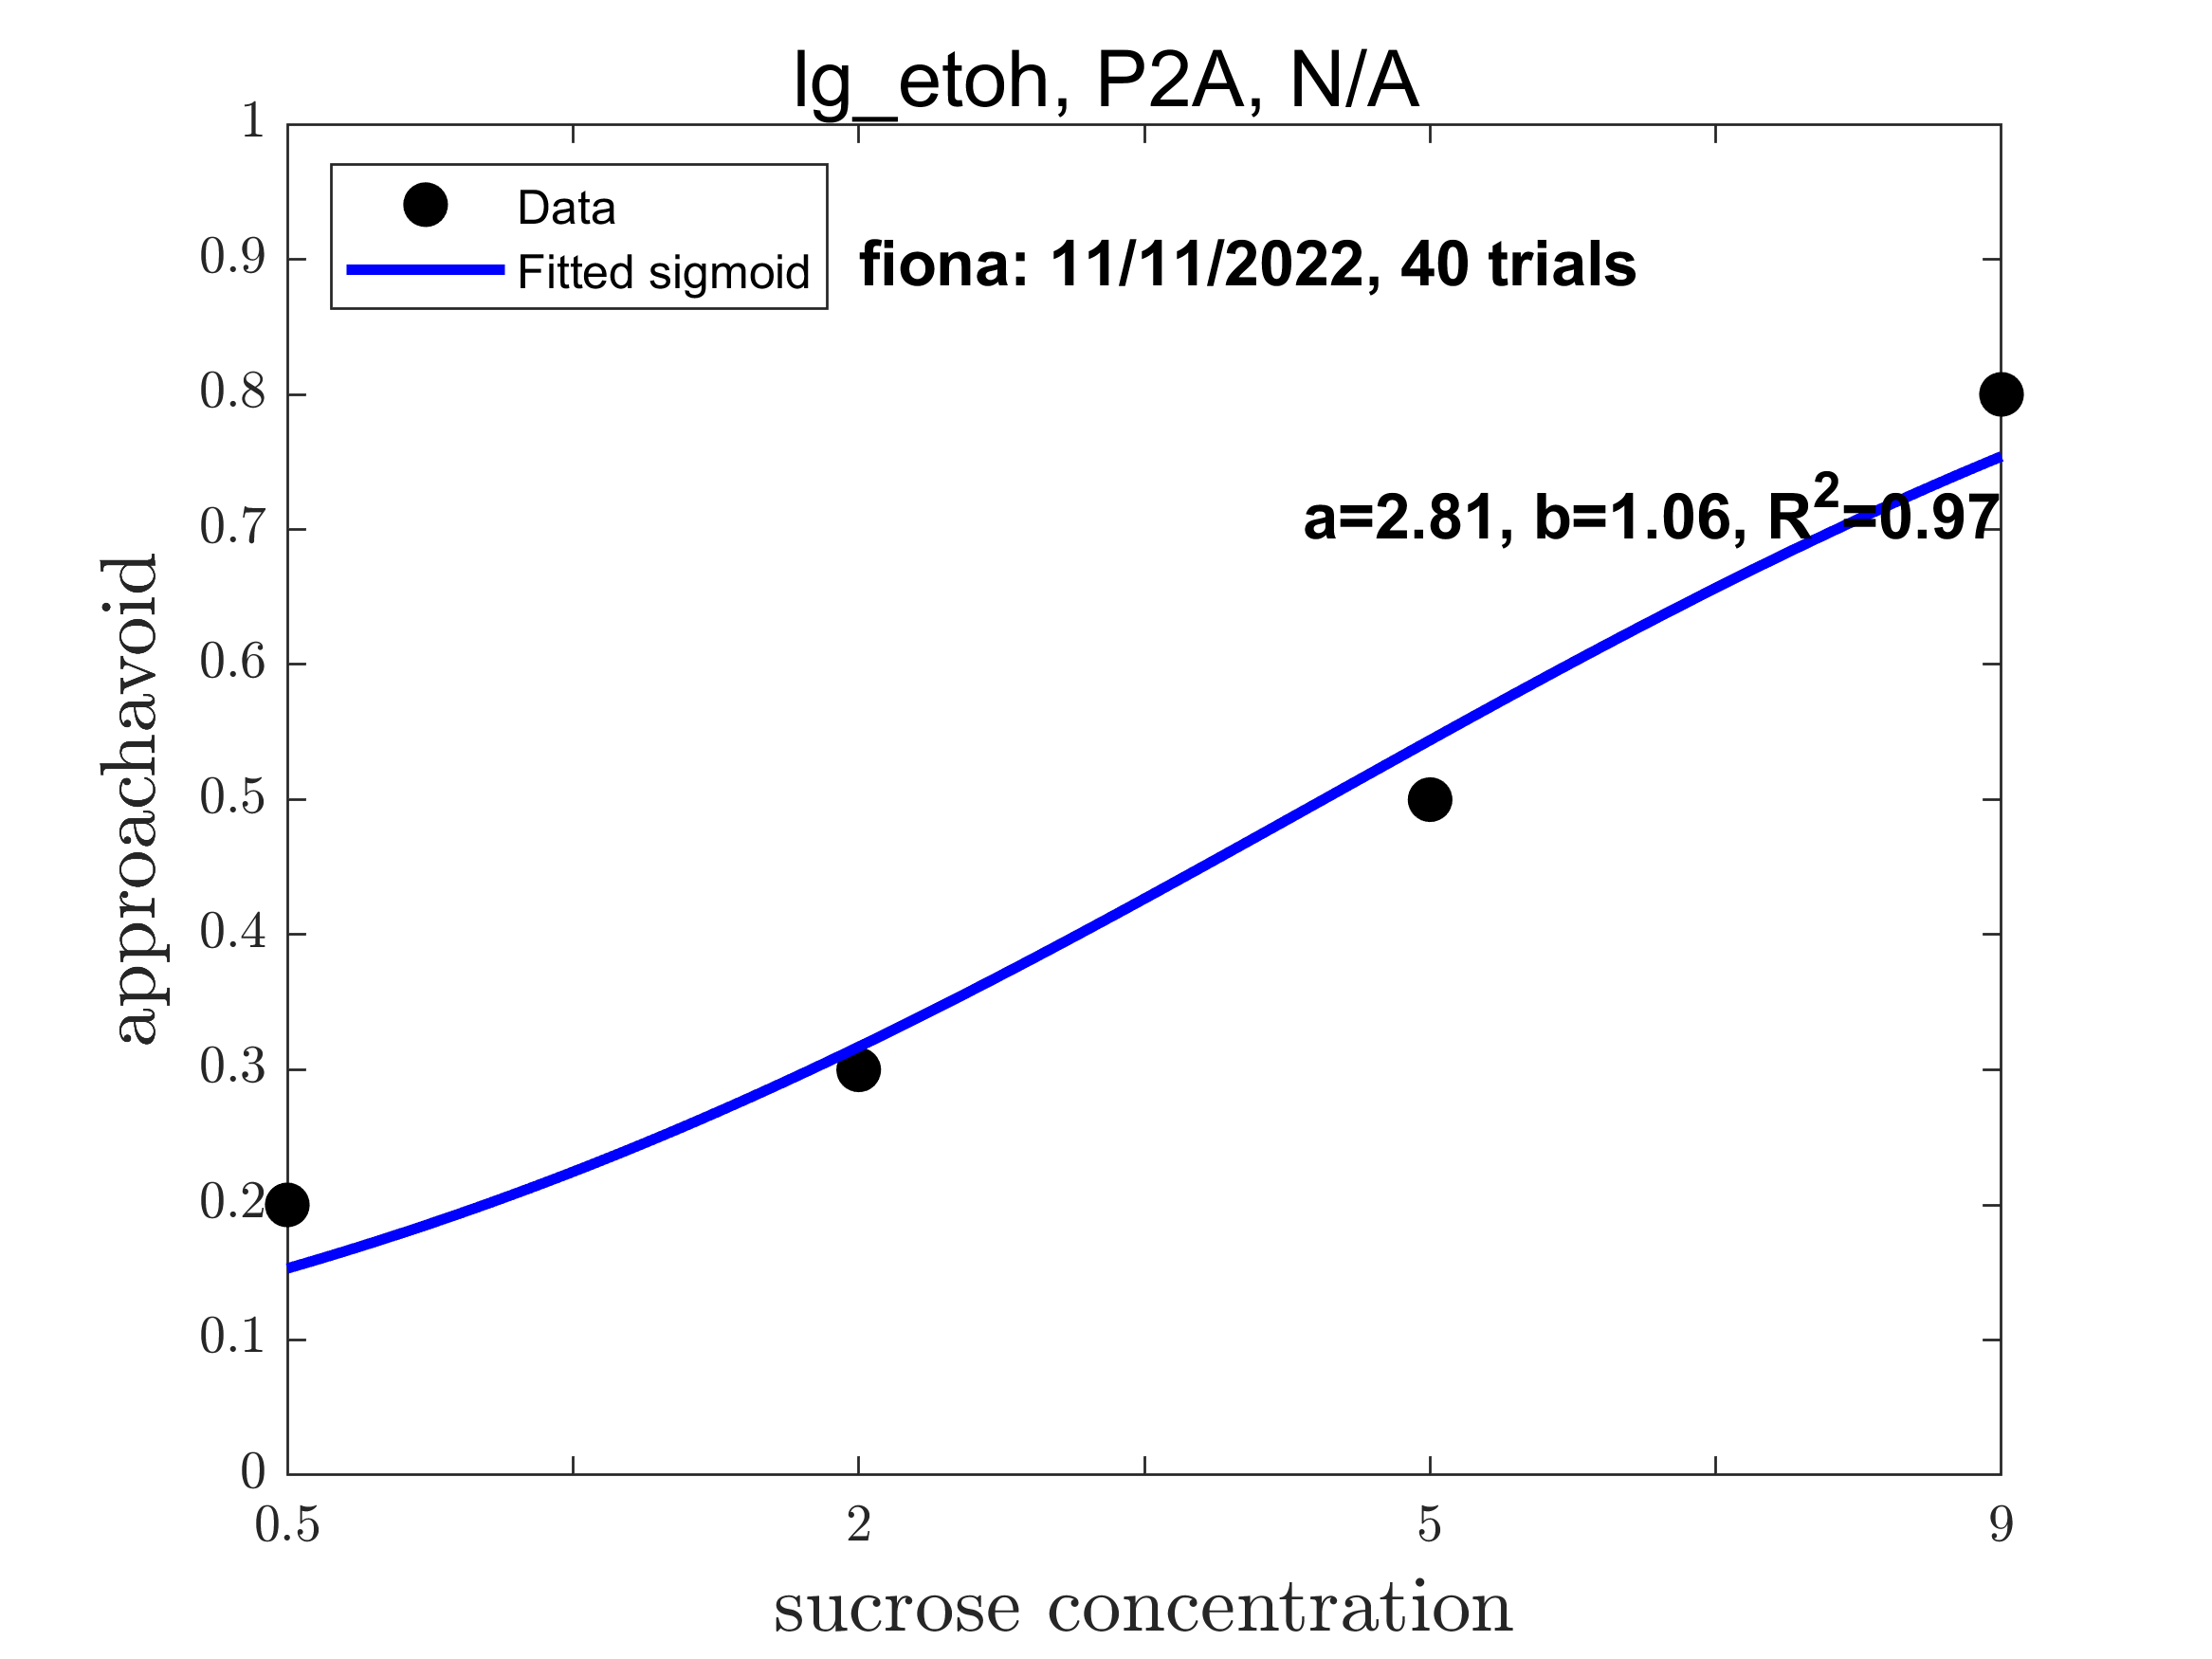 lg_etoh, P2A, N/A
1
Data
Fitted sigmoid
fiona: 11/11/2022, 40 trials
0.9
0.8
a=2.81, b=1.06, R²=0.97
0.7
0.6
0.5
0.4
0.3
0.2
0.1
0
approachavoid
0.5 2 5 9
sucrose concentration